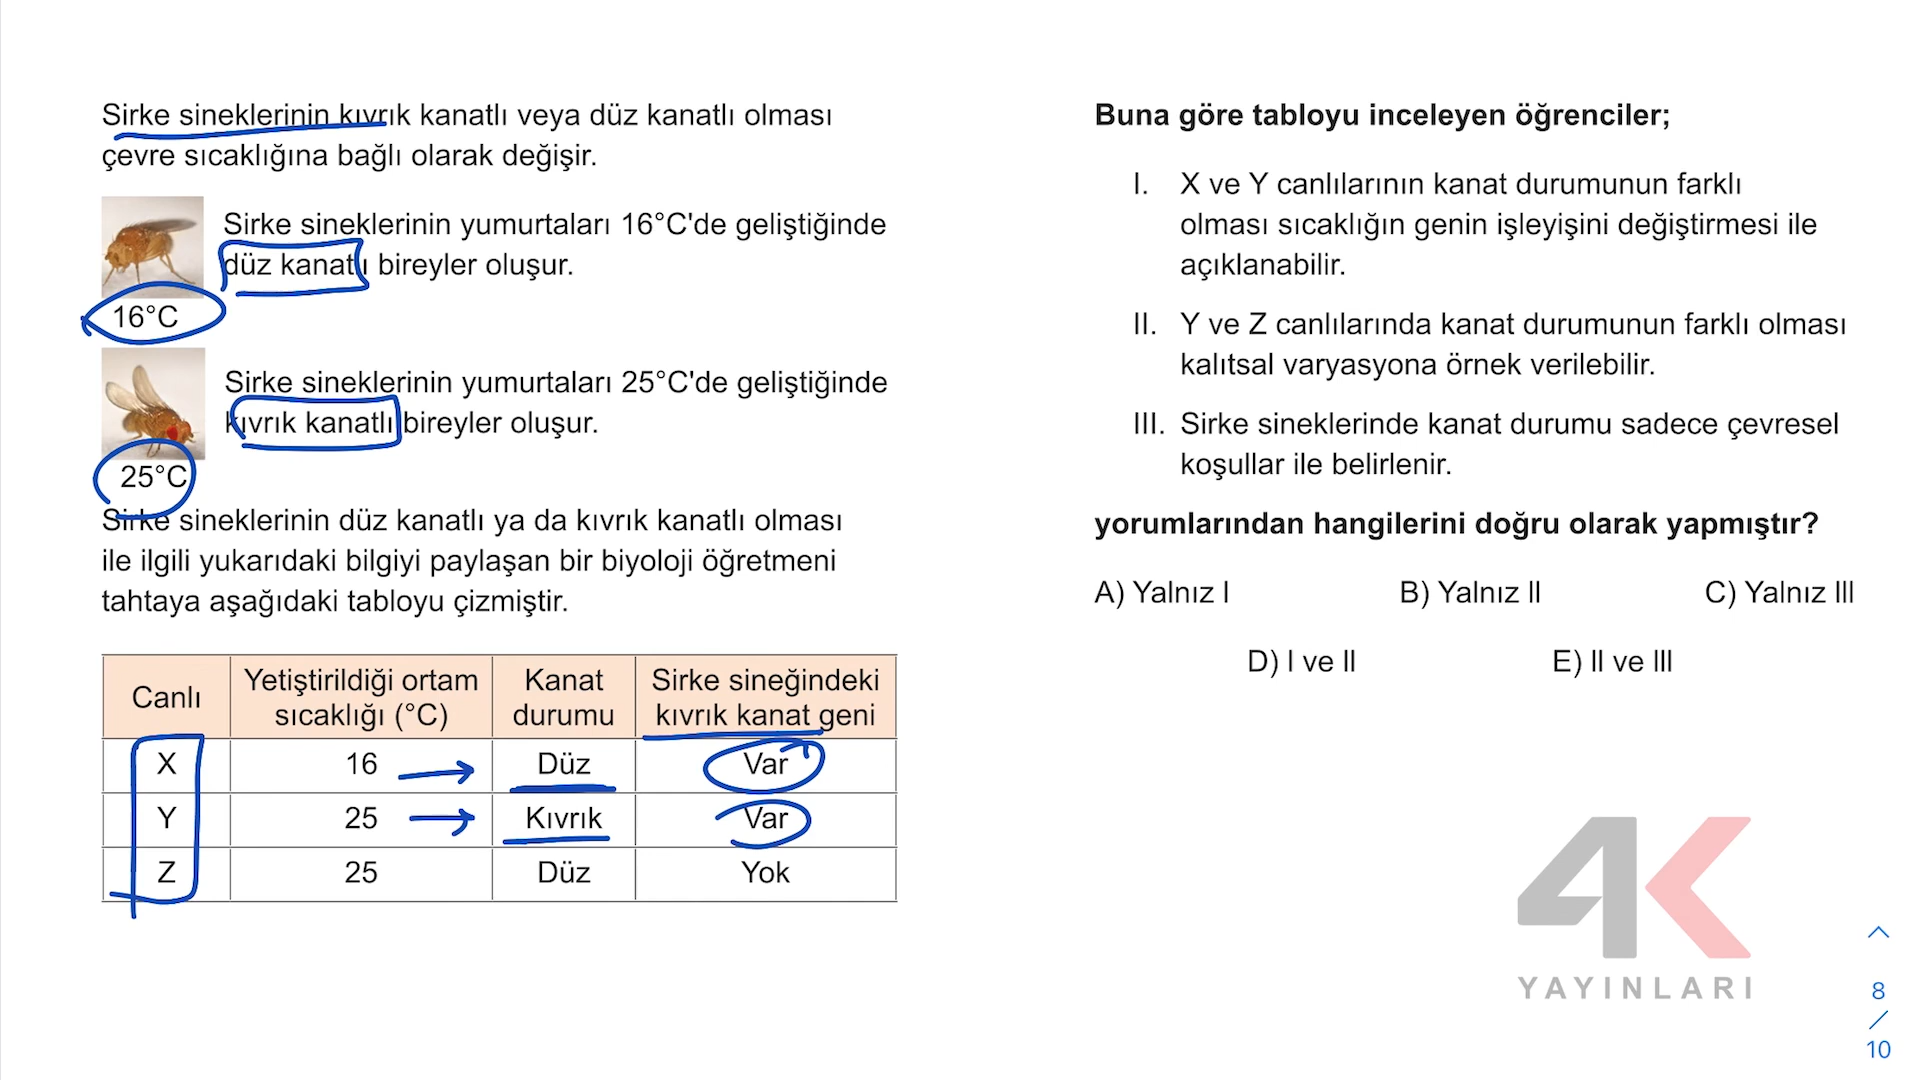 Sirke sineklerinin kıvrık kanatlı veya düz kanatlı olması
çevre sıcaklığına bağlı olarak değişir.
Sirke sineklerinin yumurtaları 16°C'de geliştiğinde
düz kanatlı bireyler oluşur.
16°C
Sirke sineklerinin yumurtaları 25°C'de geliştiğinde
kıvrık kanatlı bireyler oluşur.
25°C
Sirke sineklerinin düz kanatlı ya da kıvrık kanatlı olması
ile ilgili yukarıdaki bilgiyi paylaşan bir biyoloji öğretmeni
tahtaya aşağıdaki tabloyu çizmiştir.
Canlı Yetiştirildiği ortam sıcaklığı (°C) Kanat durumu Sirke sineğindeki kıvrık kanat geni
X 16 Düz Var
Y 25 Kıvrık Var
Z 25 Düz Yok
Buna göre tabloyu inceleyen öğrenciler;
I. X ve Y canlılarının kanat durumunun farklı
olması sıcaklığın genin işleyişini değiştirmesi ile
açıklanabilir.
II. Y ve Z canlılarında kanat durumunun farklı olması
kalıtsal varyasyona örnek verilebilir.
III. Sirke sineklerinde kanat durumu sadece çevresel
koşullar ile belirlenir.
yorumlarından hangilerini doğru olarak yapmıştır?
A) Yalnız I B) Yalnız II C) Yalnız III
D) I ve II E) II ve III
4K
YAYINLARI
8
/
10